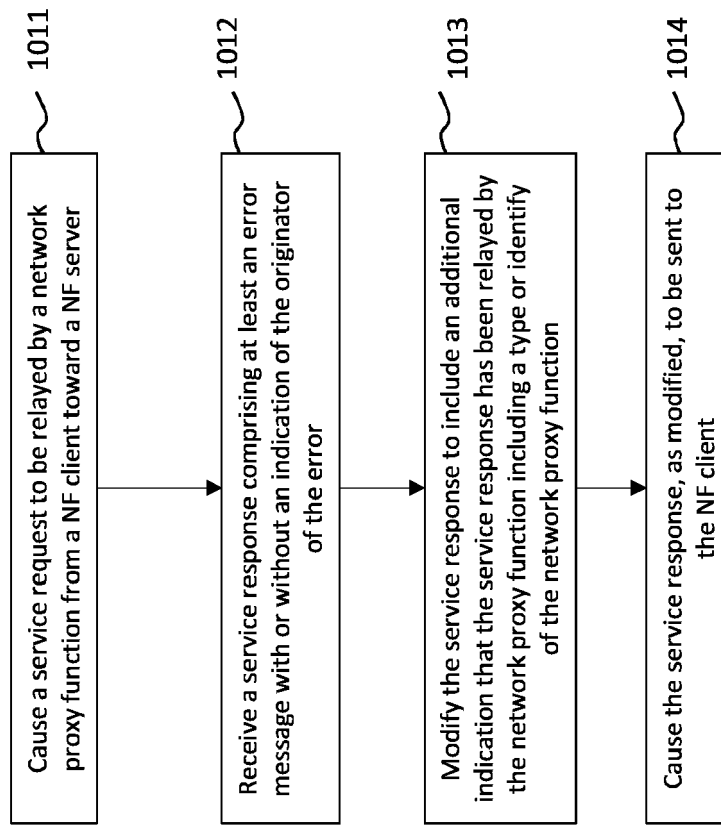 Cause a service request to be relayed by a network
proxy function from a NF client toward a NF server
1011
Receive a service response comprising at least an error
message with or without an indication of the originator
of the error
1012
Modify the service response to include an additional
indication that the service response has been relayed by
the network proxy function including a type or identify
of the network proxy function
1013
Cause the service response, as modified, to be sent to
the NF client
1014